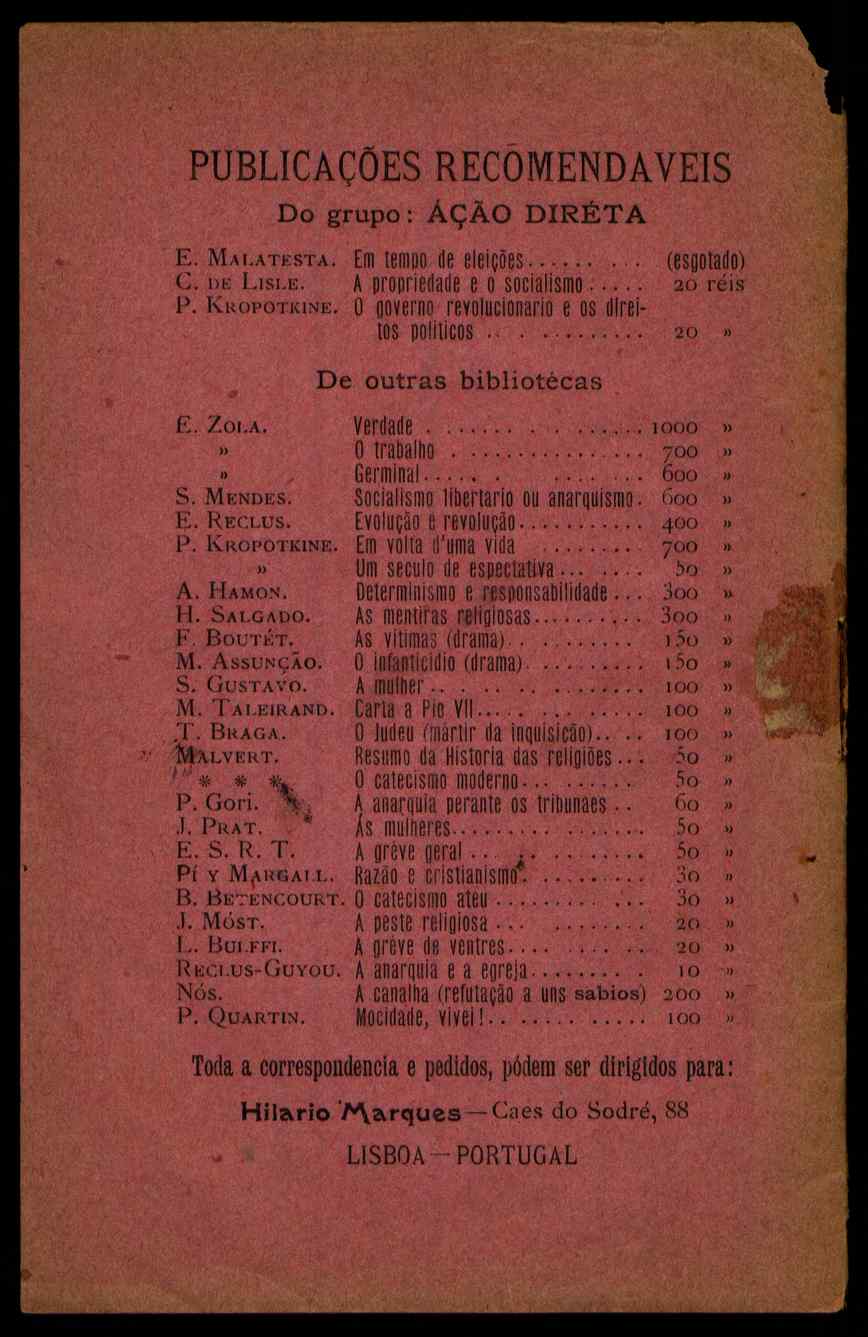 PUBLICAÇÕES RECOMENDAVEIS
Do grupo: ÁÇÃO DIRÉTA
E. MALATESTA. Em tempo de eleições......... (esgotado)
C. DE LISLE. A propriedade e o socialismo..... 20 réis
P. KROPOTKINE. O governo revolucionario e os direi-
tos politicos............ 20 »
De outras bibliotécas
E. ZOLA. Verdade............... 1000 »
» O trabalho............... 700 »
» Germinal.......... 600 »
S. MENDES. Socialismo libertario ou anarquismo. 600 »
E. RECLUS. Evolução e revolução........... 400 »
P. KROPOTKINE. Em volta d'uma vida ......... 700 »
» Um seculo de espectativa........ 50 »
A. HAMON. Determinismo e responsabilidade... 300 »
H. SALGADO. As mentiras religiosas........... 300 »
F. BOUTÉT. As vitimas (drama)........... 150 »
M. ASSUNÇÃO. O infanticidio (drama).......... 150 »
S. GUSTAVO. A mulher.............. 100 »
M. TALEIRAND. Carta a Pio VII.............. 100 »
T. BRAGA. O Judeu (mártir da inquisição)..... 100 »
MALVERT. Resumo da Historia das religiões... 50 »
* * * O catecismo moderno.......... 50 »
P. Gori. A anarquia perante os tribunaes.. 60 »
J. PRAT. As mulheres................ 50 »
E. S. R. T. A gréve geral............. 50 »
PÍ Y MARGALL. Razão e cristianismo.......... 30 »
B. BETENCOURT. O catecismo ateu............ 30 »
J. MÓST. A peste religiosa........... 20 »
L. BULFFI. A gréve de ventres........... 20 »
RECLUS-GUYOU. A anarquia e a egreja......... 10 »
NÓS. A canalha (refutação a uns sabios) 200 »
P. QUARTIN. Mocidade, vivei!............. 100 »
Toda a correspondencia e pedidos, pódem ser dirigidos para:
Hilario Marques — Caes do Sodré, 88
LISBOA — PORTUGAL